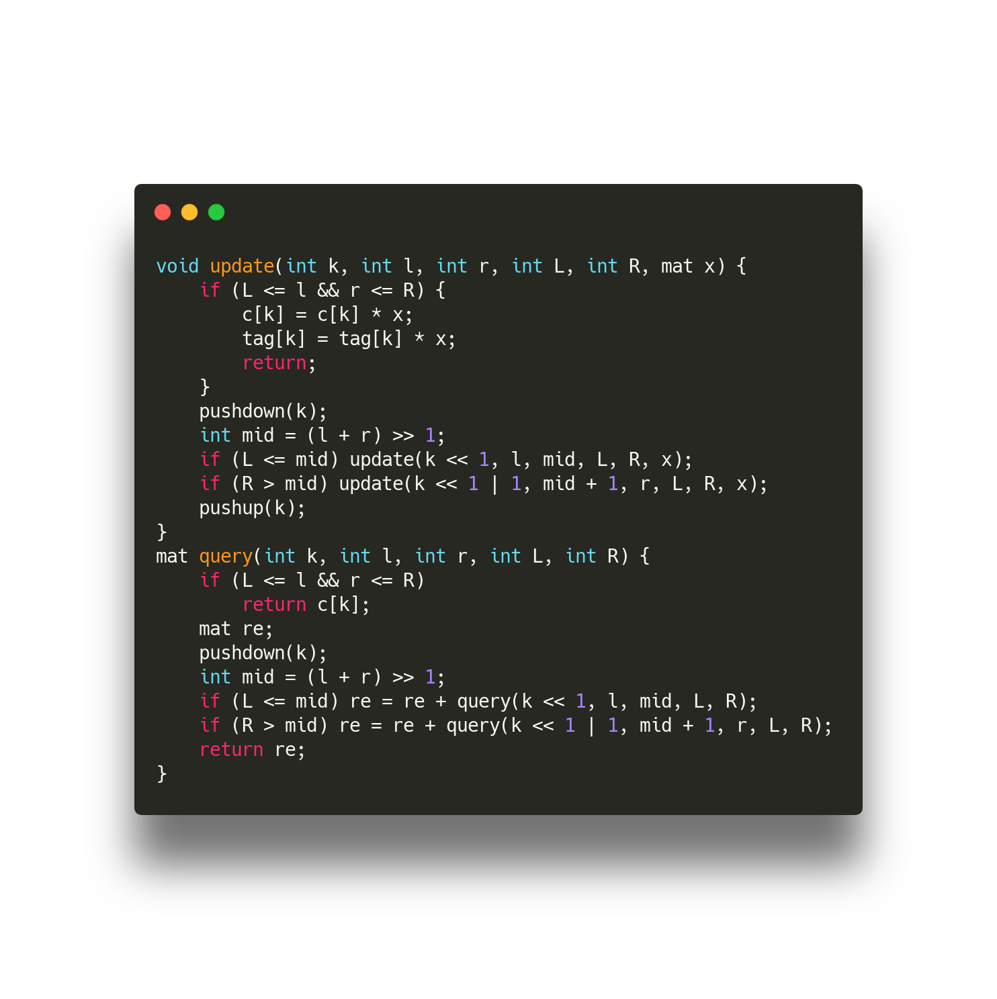 void update(int k, int l, int r, int L, int R, mat x) {
    if (L <= l && r <= R) {
        c[k] = c[k] * x;
        tag[k] = tag[k] * x;
        return;
    }
    pushdown(k);
    int mid = (l + r) >> 1;
    if (L <= mid) update(k << 1, l, mid, L, R, x);
    if (R > mid) update(k << 1 | 1, mid + 1, r, L, R, x);
    pushup(k);
}
mat query(int k, int l, int r, int L, int R) {
    if (L <= l && r <= R)
        return c[k];
    mat re;
    pushdown(k);
    int mid = (l + r) >> 1;
    if (L <= mid) re = re + query(k << 1, l, mid, L, R);
    if (R > mid) re = re + query(k << 1 | 1, mid + 1, r, L, R);
    return re;
}